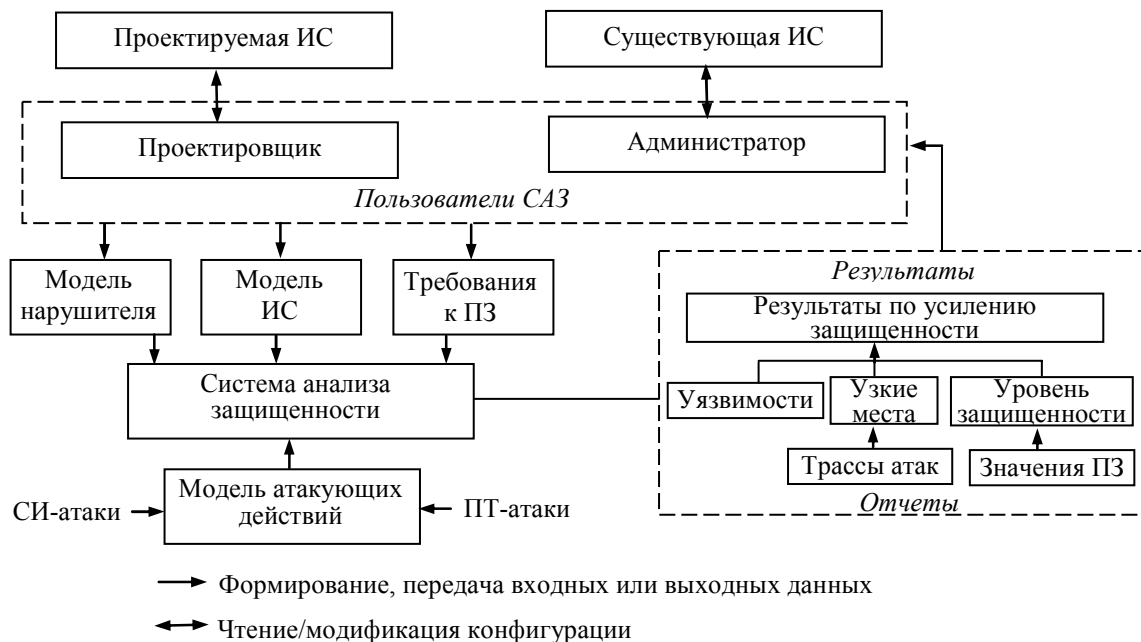 Проектируемая ИС
Существующая ИС
Проектировщик
Администратор
Пользователи САЗ
Модель
нарушителя
Модель
ИС
Требования
к ПЗ
Результаты
Результаты по усилению
защищенности
Система анализа
защищенности
Уязвимости
Узкие
места
Уровень
защищенности
Трассы атак
Значения ПЗ
Отчеты
Модель атакующих
действий
СИ-атаки
ПТ-атаки
Формирование, передача входных или выходных данных
Чтение/модификация конфигурации